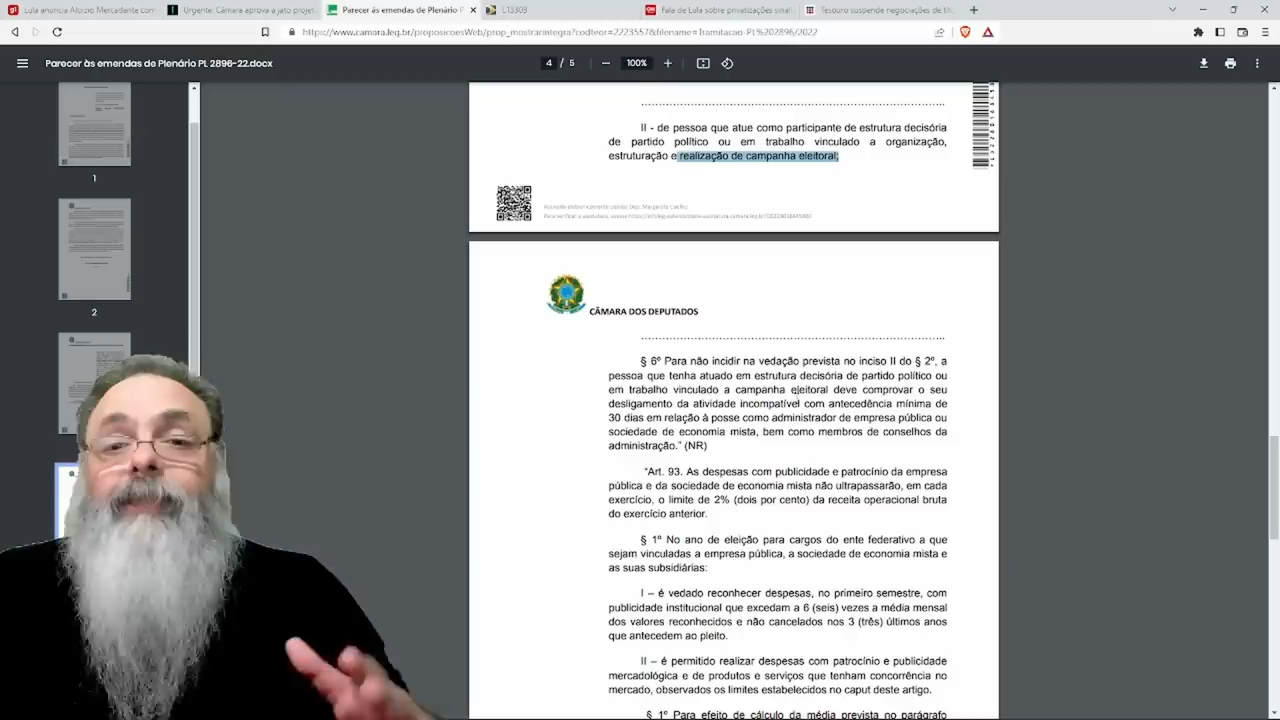 Lula anuncia Aloizio Mercadante com
Urgente: Câmara aprova a jato projet
Parecer às emendas de Plenário P
L13303
Fala de Lula sobre privatizações sinali
Tesouro suspende negociações de títu
https://www.camara.leg.br/proposicoesWeb/prop_mostrarintegra?codteor=2223557&filename=Tramitacao-PL%202896/2022
Parecer às emendas de Plenário PL 2896-22.docx
4 / 5
100%
1
2
II - de pessoa que atue como participante de estrutura decisória
de partido político ou em trabalho vinculado a organização,
estruturação e realização de campanha eleitoral;
CÂMARA DOS DEPUTADOS
§ 6º Para não incidir na vedação prevista no inciso II do § 2º, a
pessoa que tenha atuado em estrutura decisória de partido político ou
em trabalho vinculado a campanha eleitoral deve comprovar o seu
desligamento da atividade incompatível com antecedência mínima de
30 dias em relação à posse como administrador de empresa pública ou
sociedade de economia mista, bem como membros de conselhos da
administração.” (NR)
“Art. 93. As despesas com publicidade e patrocínio da empresa
pública e da sociedade de economia mista não ultrapassarão, em cada
exercício, o limite de 2% (dois por cento) da receita operacional bruta
do exercício anterior.
§ 1º No ano de eleição para cargos do ente federativo a que
sejam vinculadas a empresa pública, a sociedade de economia mista e
as suas subsidiárias:
I – é vedado reconhecer despesas, no primeiro semestre, com
publicidade institucional que excedam a 6 (seis) vezes a média mensal
dos valores reconhecidos e não cancelados nos 3 (três) últimos anos
que antecedem ao pleito.
II – é permitido realizar despesas com patrocínio e publicidade
mercadológica e de produtos e serviços que tenham concorrência no
mercado, observados os limites estabelecidos no caput deste artigo.
§ 1º Para efeito de cálculo da média prevista no parágrafo